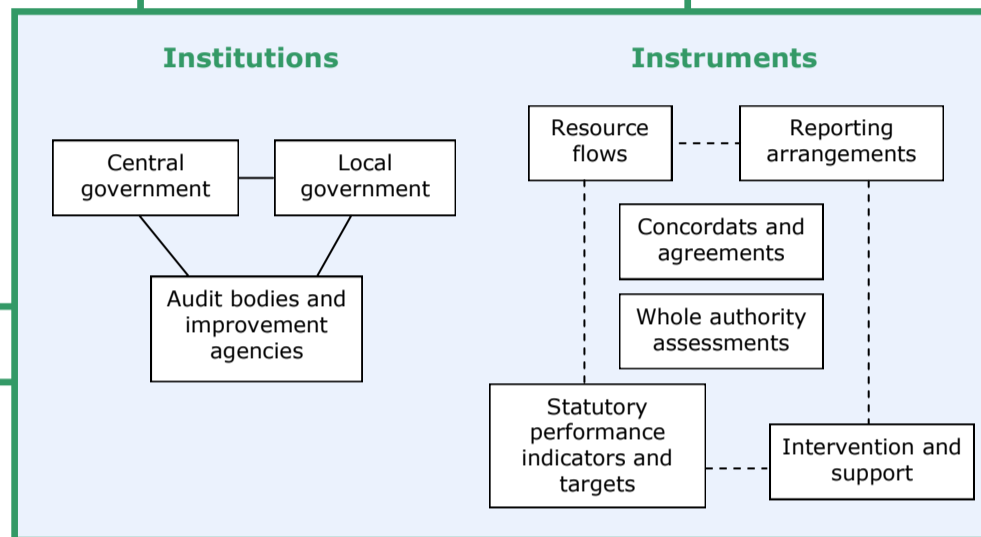 Institutions
Central
government
Local
government
Audit bodies and
improvement
agencies
Instruments
Resource
flows
Reporting
arrangements
Concordats and
agreements
Whole authority
assessments
Statutory
performance
indicators and
targets
Intervention and
support